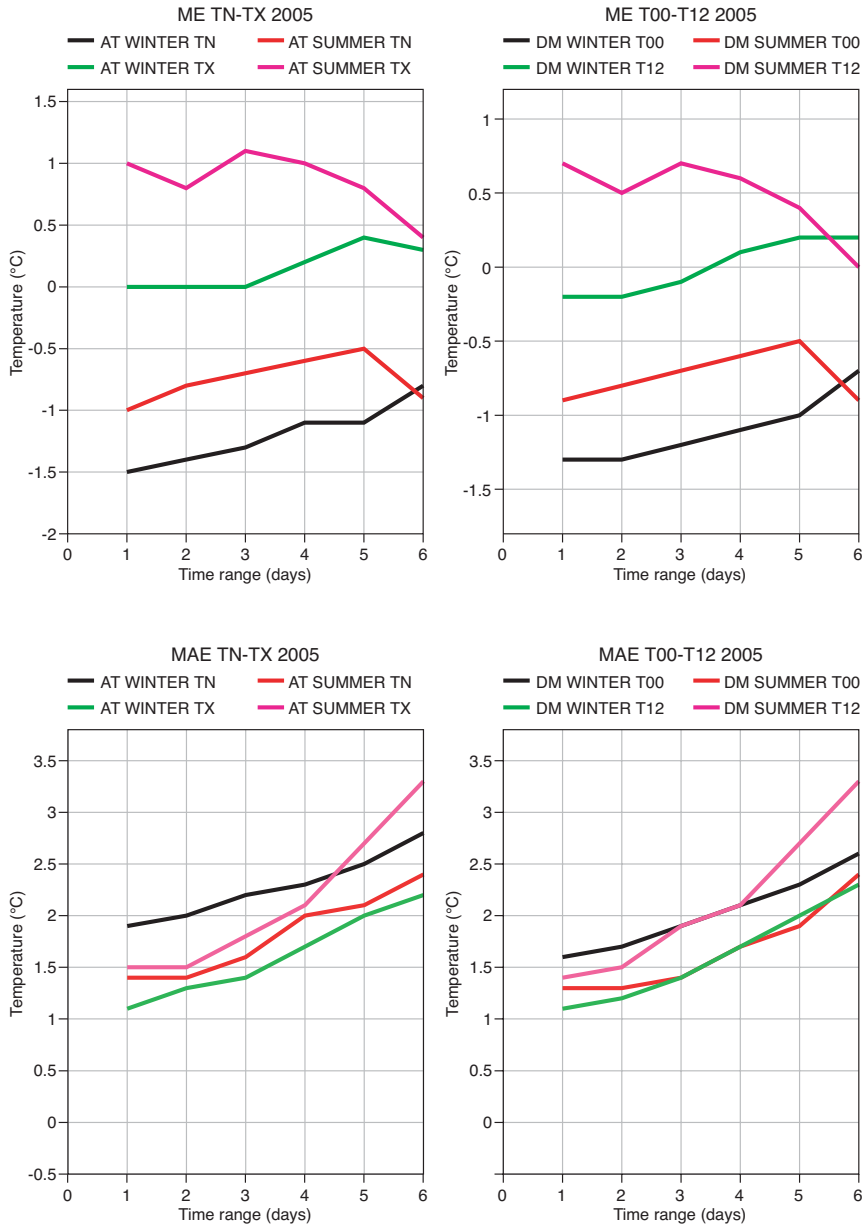 ME TN-TX 2005
AT WINTER TN AT SUMMER TN
AT WINTER TX AT SUMMER TX
1.5
1
0.5
0
-0.5
-1
-1.5
-2
Temperature (°C)
0 1 2 3 4 5 6
Time range (days)
ME T00-T12 2005
DM WINTER T00 DM SUMMER T00
DM WINTER T12 DM SUMMER T12
1
0.5
0
-0.5
-1
-1.5
Temperature (°C)
0 1 2 3 4 5 6
Time range (days)
MAE TN-TX 2005
AT WINTER TN AT SUMMER TN
AT WINTER TX AT SUMMER TX
3.5
3
2.5
2
1.5
1
0.5
0
-0.5
Temperature (°C)
0 1 2 3 4 5 6
Time range (days)
MAE T00-T12 2005
DM WINTER T00 DM SUMMER T00
DM WINTER T12 DM SUMMER T12
3.5
3
2.5
2
1.5
1
0.5
0
Temperature (°C)
0 1 2 3 4 5 6
Time range (days)